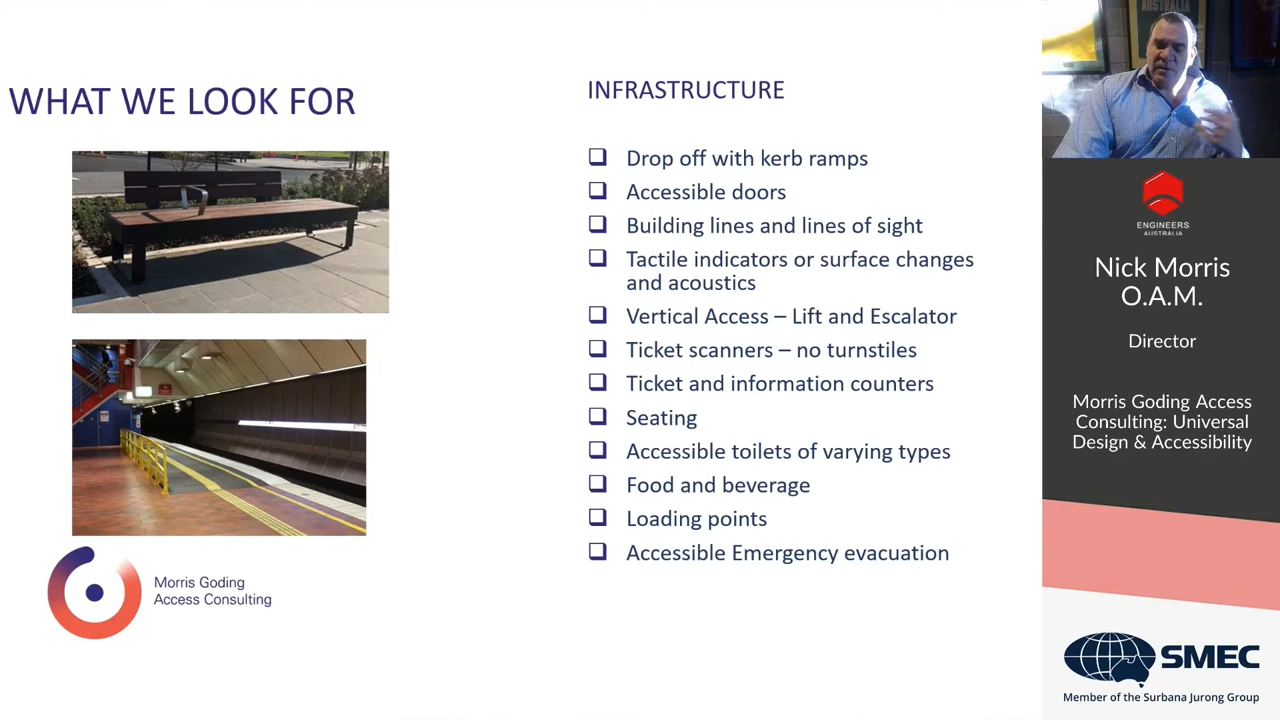 WHAT WE LOOK FOR
INFRASTRUCTURE
Drop off with kerb ramps
Accessible doors
Building lines and lines of sight
Tactile indicators or surface changes
and acoustics
Vertical Access – Lift and Escalator
Ticket scanners – no turnstiles
Ticket and information counters
Seating
Accessible toilets of varying types
Food and beverage
Loading points
Accessible Emergency evacuation
Morris Goding
Access Consulting
AUSTRALIA
ENGINEERS
AUSTRALIA
Nick Morris
O.A.M.
Director
Morris Goding Access
Consulting: Universal
Design & Accessibility
SMEC
Member of the Surbana Jurong Group